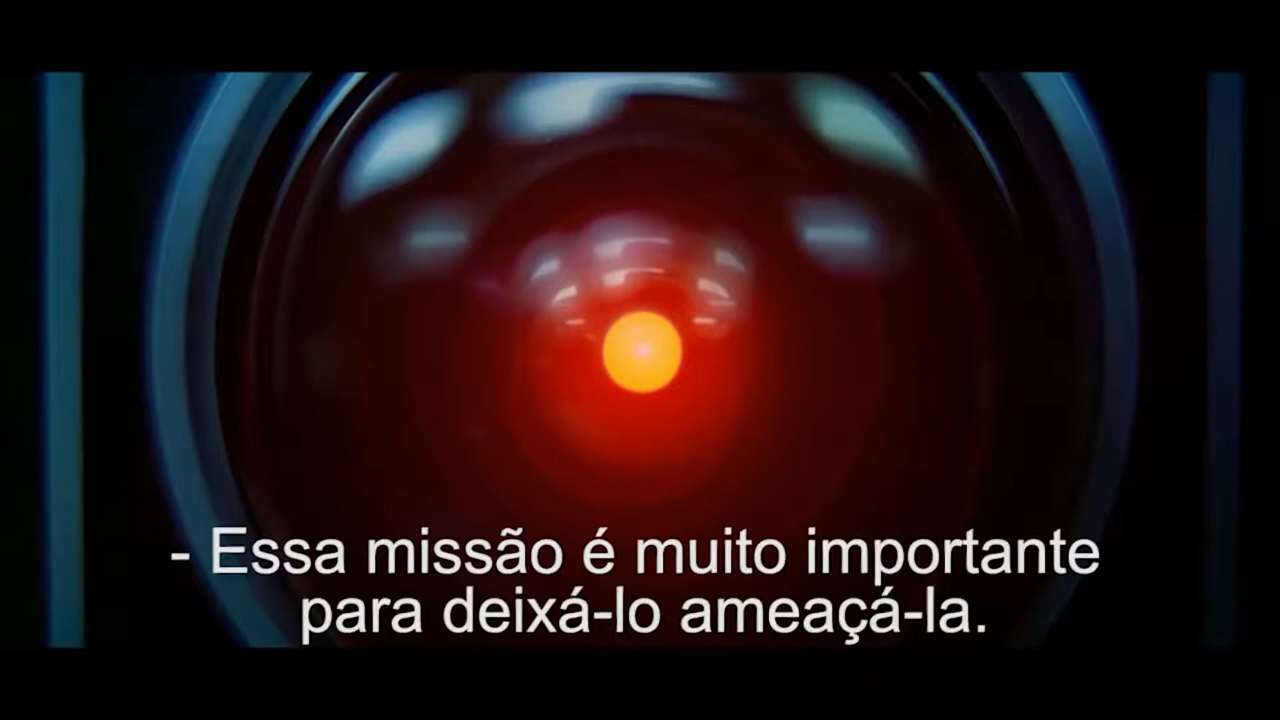 - Essa missão é muito importante
para deixá-lo ameaçá-la.